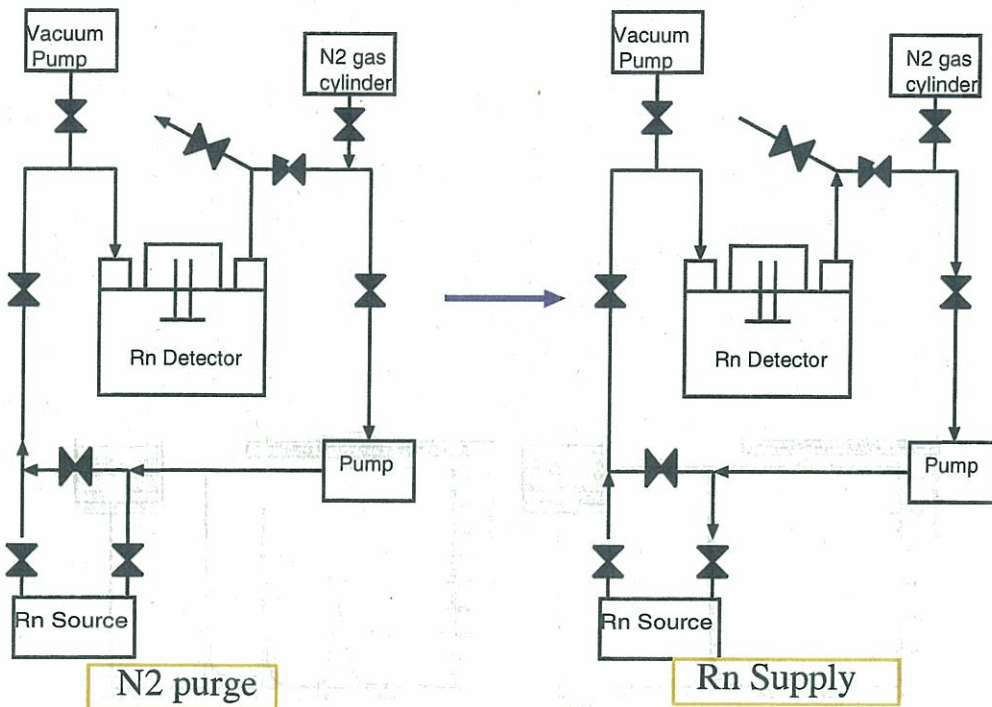 Vacuum
Pump
N2 gas
cylinder
Rn Detector
Pump
Rn Source
N2 purge
Vacuum
Pump
N2 gas
cylinder
Rn Detector
Pump
Rn Source
Rn Supply